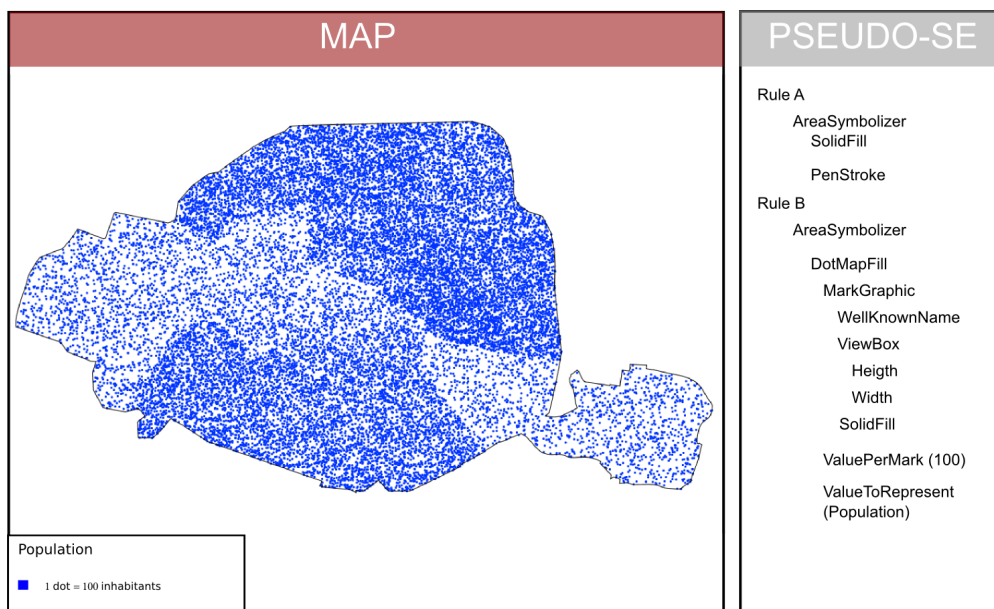 MAP
Population
1 dot = 100 inhabitants
PSEUDO-SE
Rule A
AreaSymbolizer
SolidFill
PenStroke
Rule B
AreaSymbolizer
DotMapFill
MarkGraphic
WellKnownName
ViewBox
Heigth
Width
SolidFill
ValuePerMark (100)
ValueToRepresent
(Population)